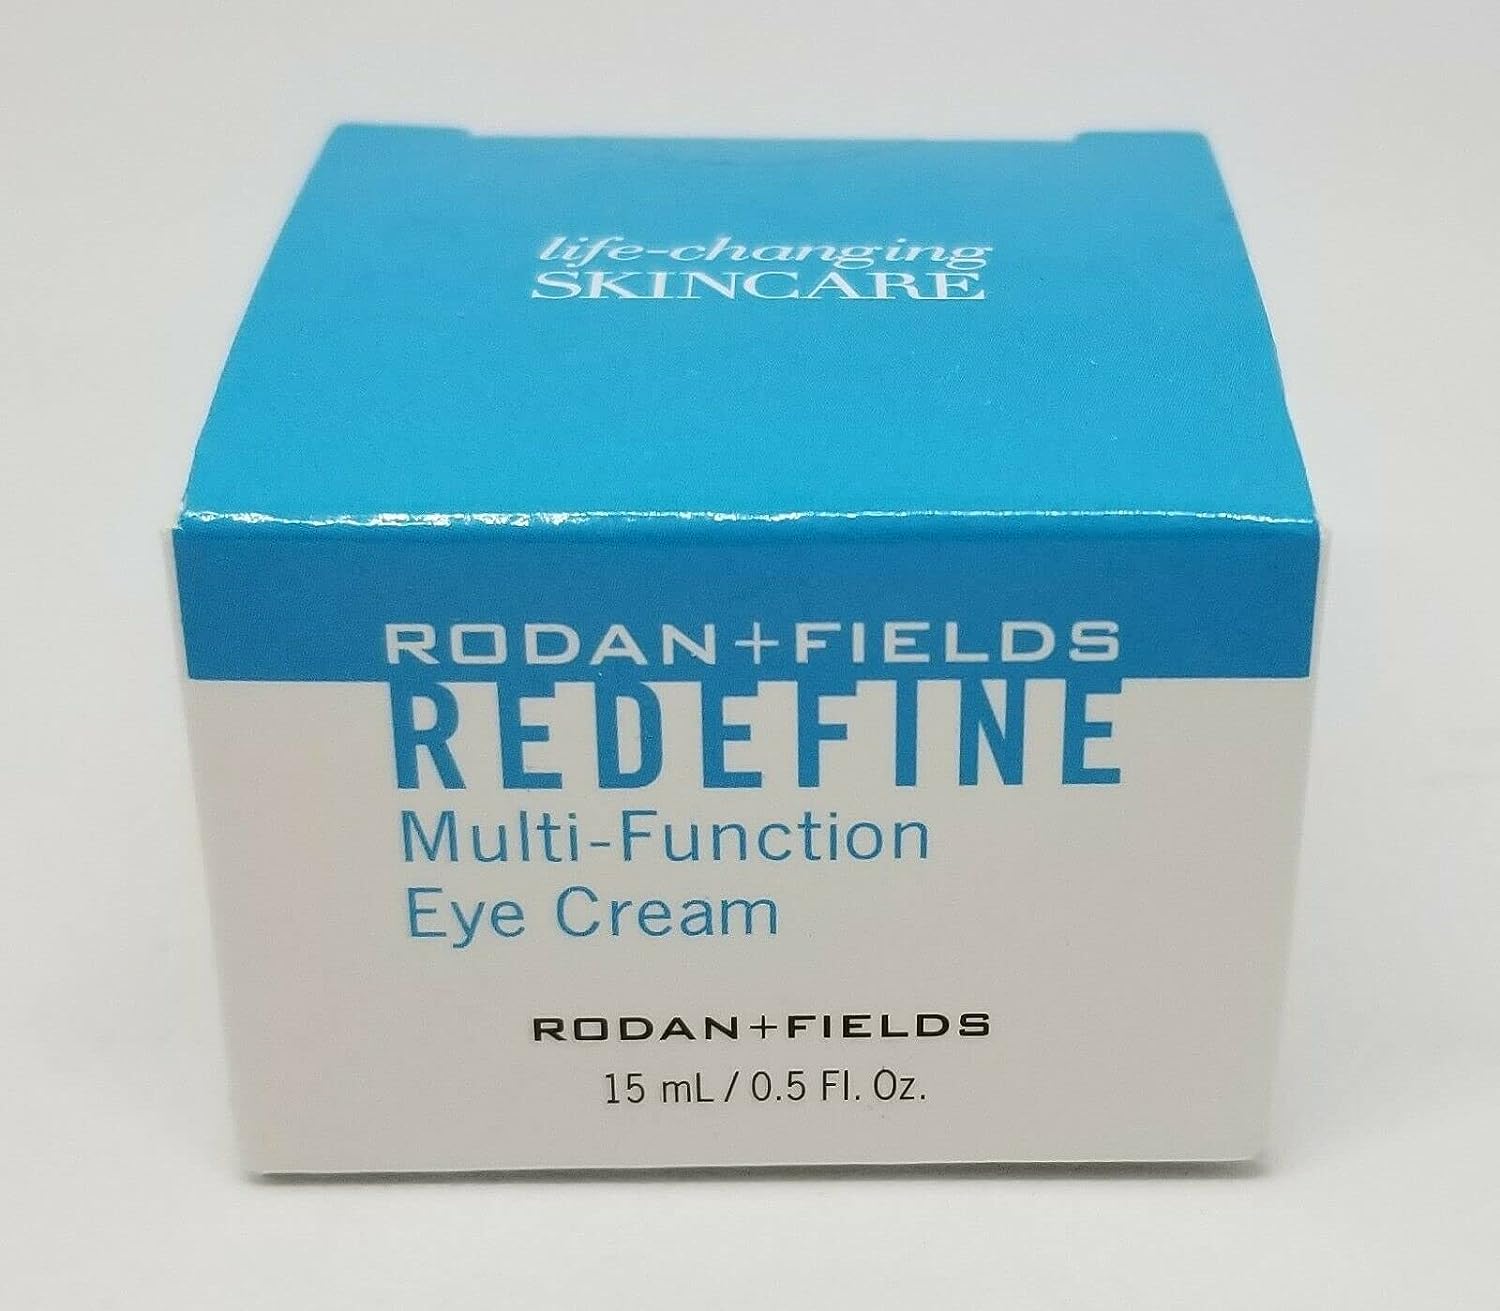 life-changing
SKINCARE
RODAN+FIELDS
REDEFINE
Multi-Function
Eye Cream
RODAN+FIELDS
15 mL / 0.5 Fl. Oz.